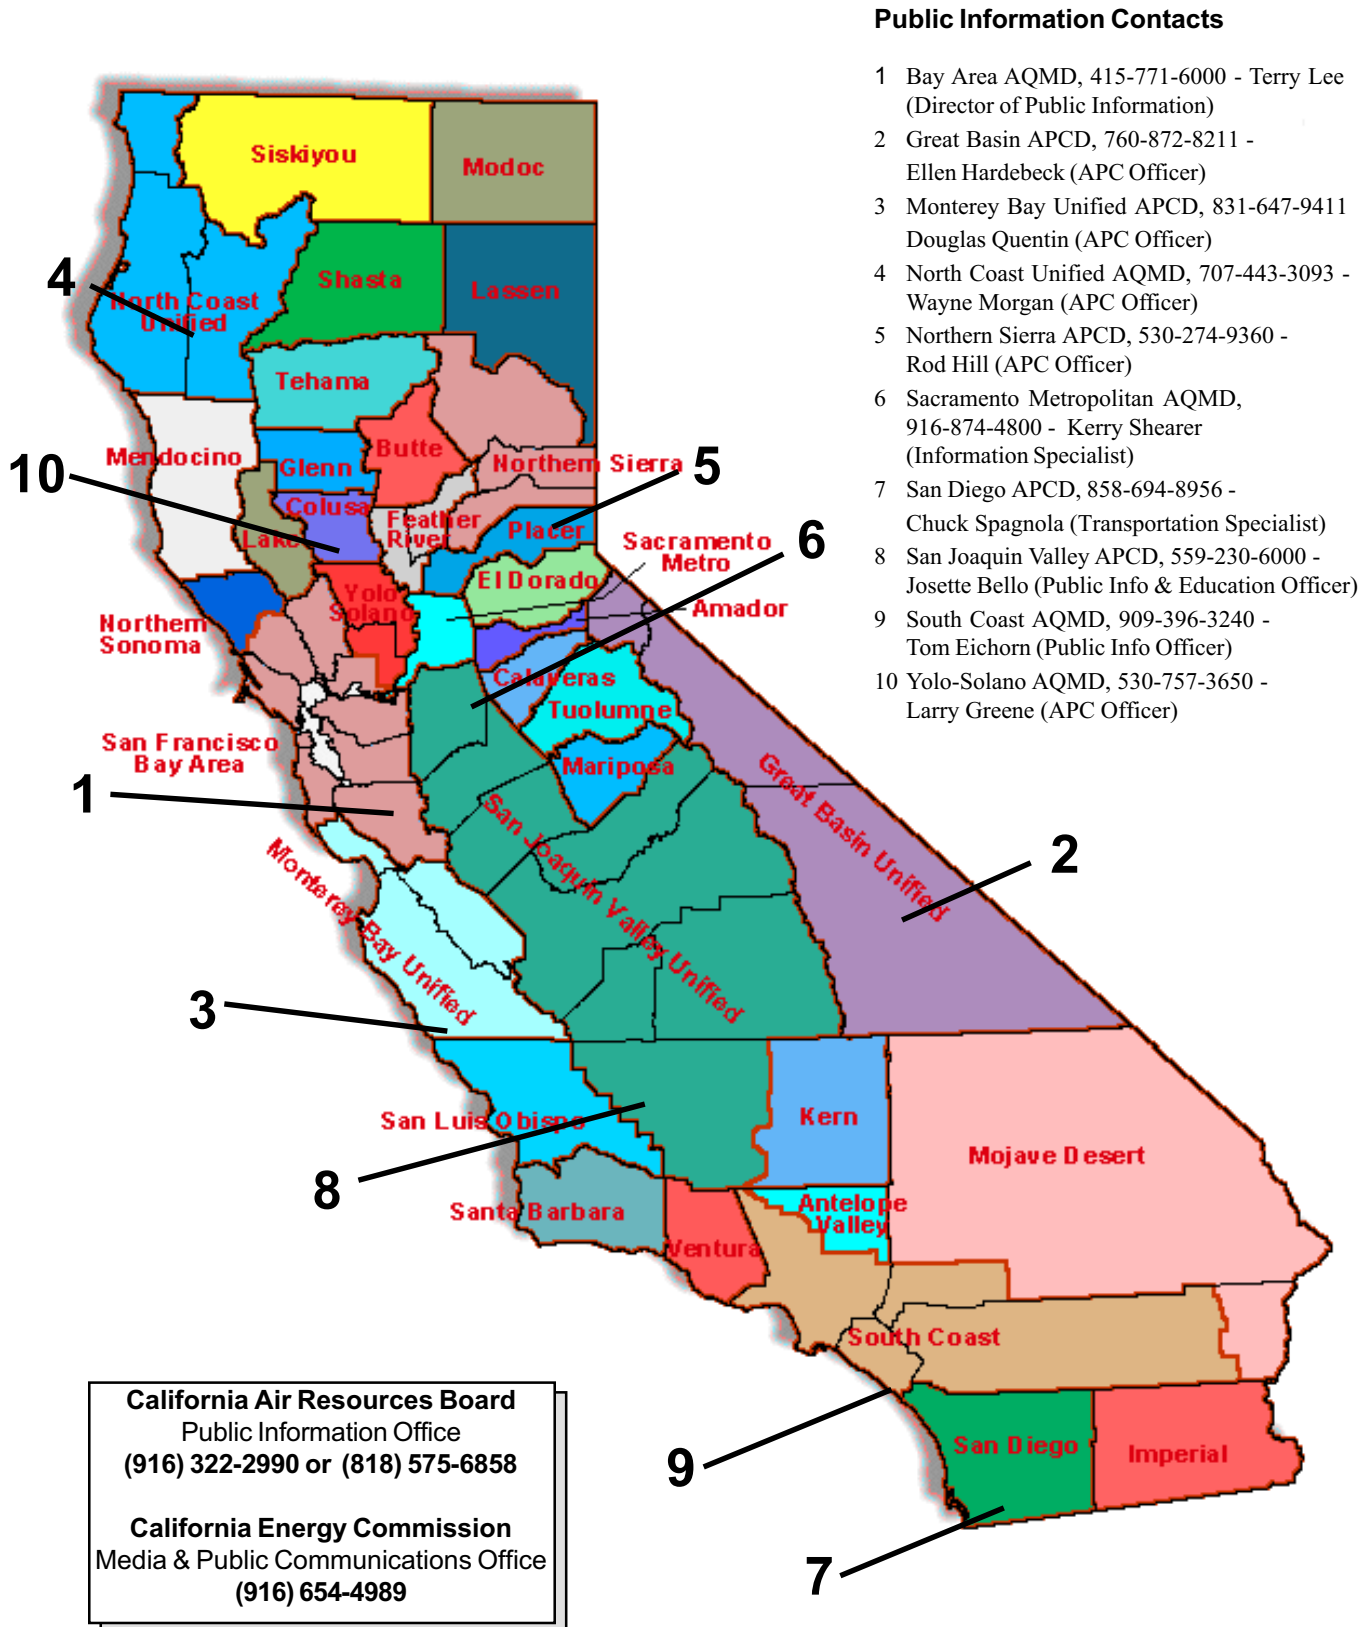 Public Information Contacts
1 Bay Area AQMD, 415-771-6000 - Terry Lee
(Director of Public Information)
2 Great Basin APCD, 760-872-8211 -
Ellen Hardebeck (APC Officer)
3 Monterey Bay Unified APCD, 831-647-9411
Douglas Quentin (APC Officer)
4 North Coast Unified AQMD, 707-443-3093 -
Wayne Morgan (APC Officer)
5 Northern Sierra APCD, 530-274-9360 -
Rod Hill (APC Officer)
6 Sacramento Metropolitan AQMD,
916-874-4800 - Kerry Shearer
(Information Specialist)
7 San Diego APCD, 858-694-8956 -
Chuck Spagnola (Transportation Specialist)
8 San Joaquin Valley APCD, 559-230-6000 -
Josette Bello (Public Info & Education Officer)
9 South Coast AQMD, 909-396-3240 -
Tom Eichorn (Public Info Officer)
10 Yolo-Solano AQMD, 530-757-3650 -
Larry Greene (APC Officer)
Siskiyou
Modoc
Shasta
Lassen
4
North Coast
Unified
Tehama
Mendocino
Glenn
Butte
Northern Sierra
5
10
Colusa
Lake
Feather
River
Placer
6
Sacramento
Metro
El Dorado
Yolo
Solano
Amador
Northern
Sonoma
Calaveras
Tuolumne
San Francisco
Bay Area
Mariposa
1
Great Basin Unified
2
San Joaquin Valley Unified
Monterey Bay Unified
3
San Luis Obispo
Kern
Mojave Desert
8
Santa Barbara
Antelope
Valley
Ventura
South Coast
9
San Diego
Imperial
7
California Air Resources Board
Public Information Office
(916) 322-2990 or (818) 575-6858
California Energy Commission
Media & Public Communications Office
(916) 654-4989